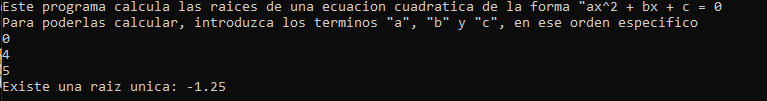 Este programa calcula las raices de una ecuacion cuadratica de la forma "ax^2 + bx + c = 0
Para poderlas calcular, introduzca los terminos "a", "b" y "c", en ese orden especifico
0
4
5
Existe una raiz unica: -1.25